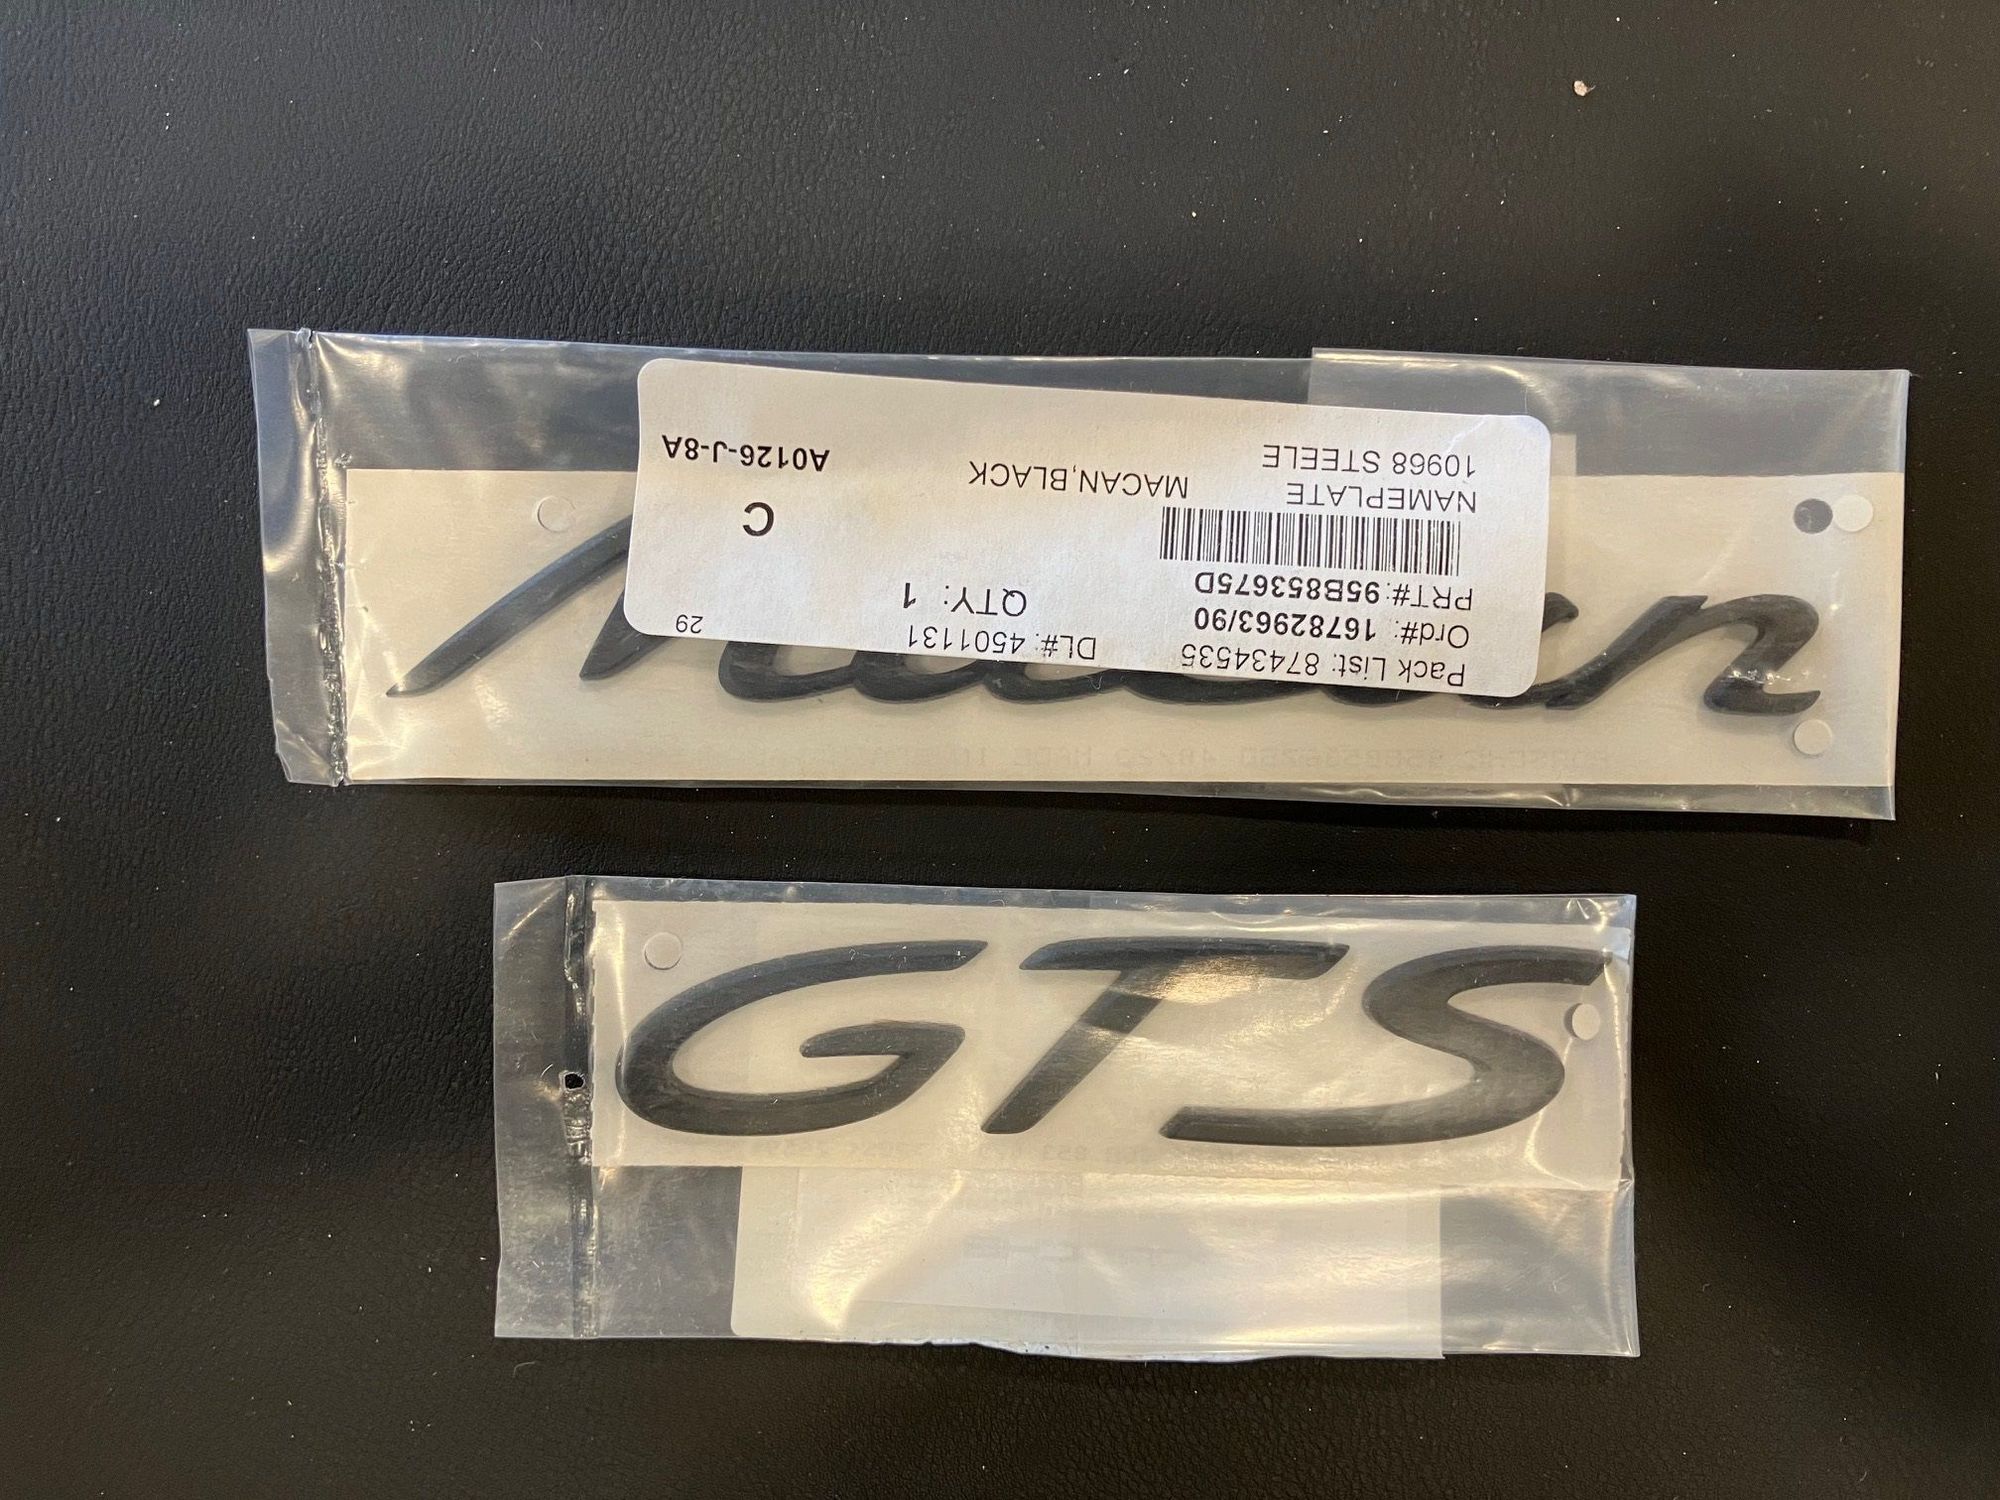 Pack List: 87434535
DL#: 4501131
29
Ord#: 16782963/90
QTY: 1
PRT#:95B853675D
C
NAMEPLATE
MACAN,BLACK
10968 STEELE
A0126-J-8A
GTS